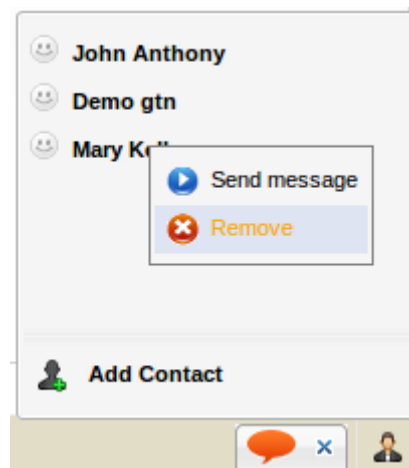 John Anthony
Demo gtn
Mary
Send message
Remove
Add Contact